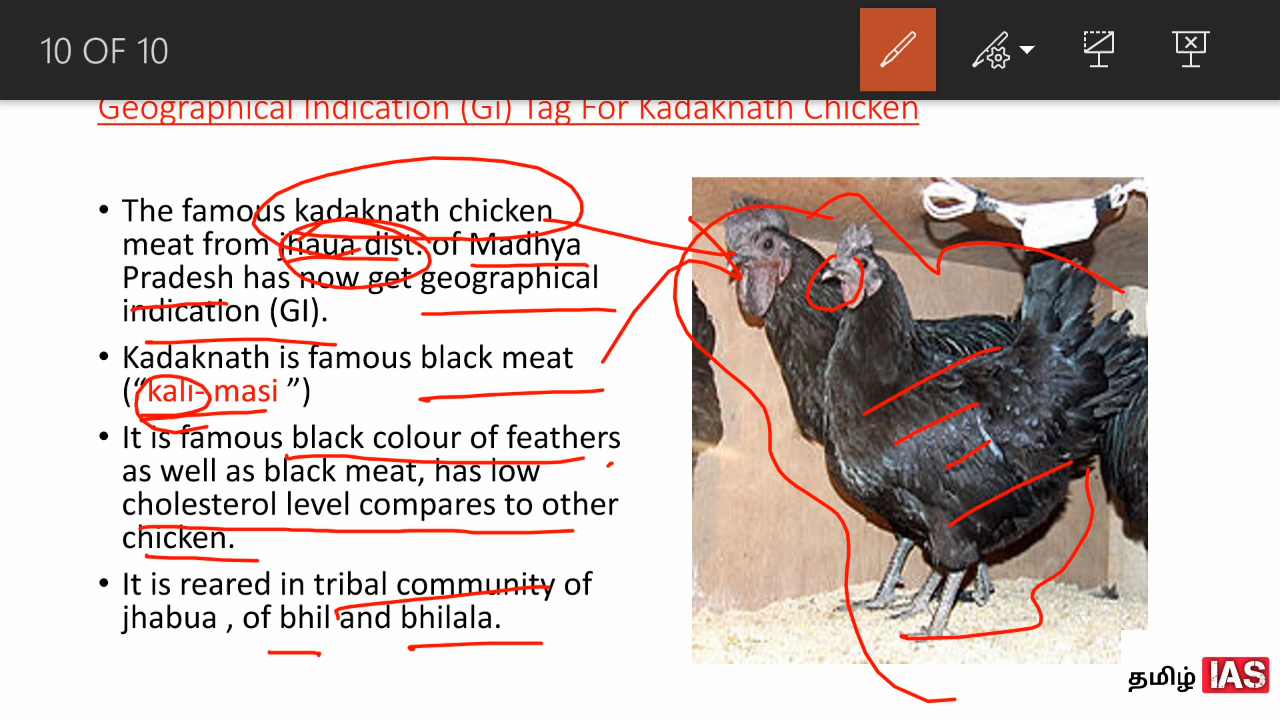 10 OF 10
Geographical Indication (GI) Tag For Kadaknath Chicken
• The famous kadaknath chicken
meat from jhaua dist. of Madhya
Pradesh has now get geographical
indication (GI).
• Kadaknath is famous black meat
(“kali- masi ”)
• It is famous black colour of feathers
as well as black meat, has low
cholesterol level compares to other
chicken.
• It is reared in tribal community of
jhabua , of bhil and bhilala.
தமிழ் IAS